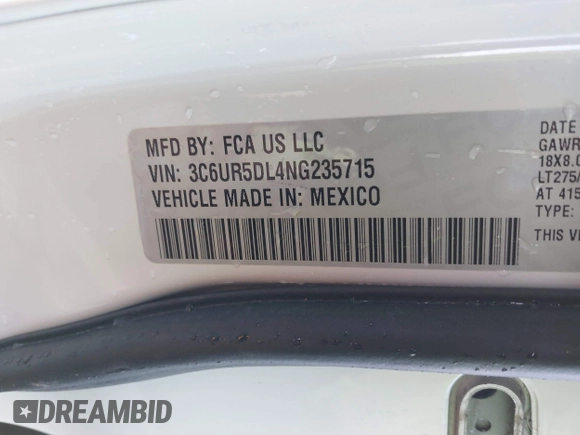 MFD BY: FCA US LLC
VIN: 3C6UR5DL4NG235715
VEHICLE MADE IN: MEXICO
DATE
GAWR
18X8.
LT275/
AT 415
TYPE:
THIS VE
DREAMBID